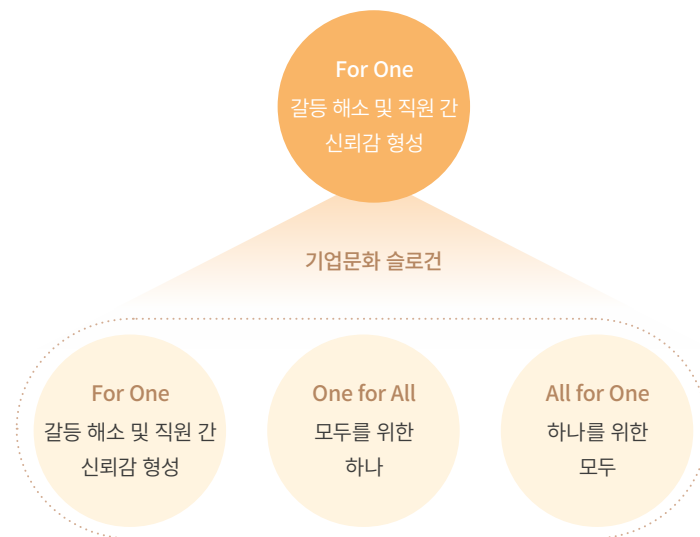 For One
갈등 해소 및 직원 간
신뢰감 형성
기업문화 슬로건
For One
갈등 해소 및 직원 간
신뢰감 형성
One for All
모두를 위한
하나
All for One
하나를 위한
모두